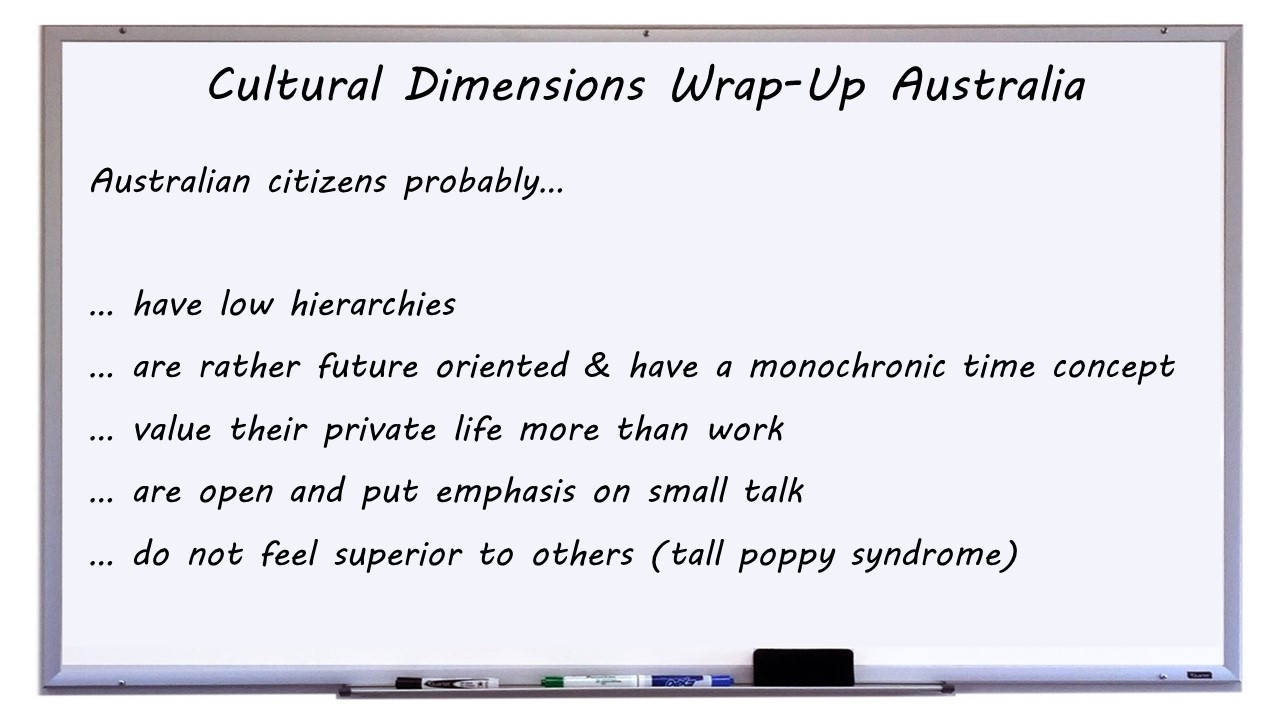 Cultural Dimensions Wrap-Up Australia
Australian citizens probably...
... have low hierarchies
... are rather future oriented & have a monochronic time concept
... value their private life more than work
... are open and put emphasis on small talk
... do not feel superior to others (tall poppy syndrome)